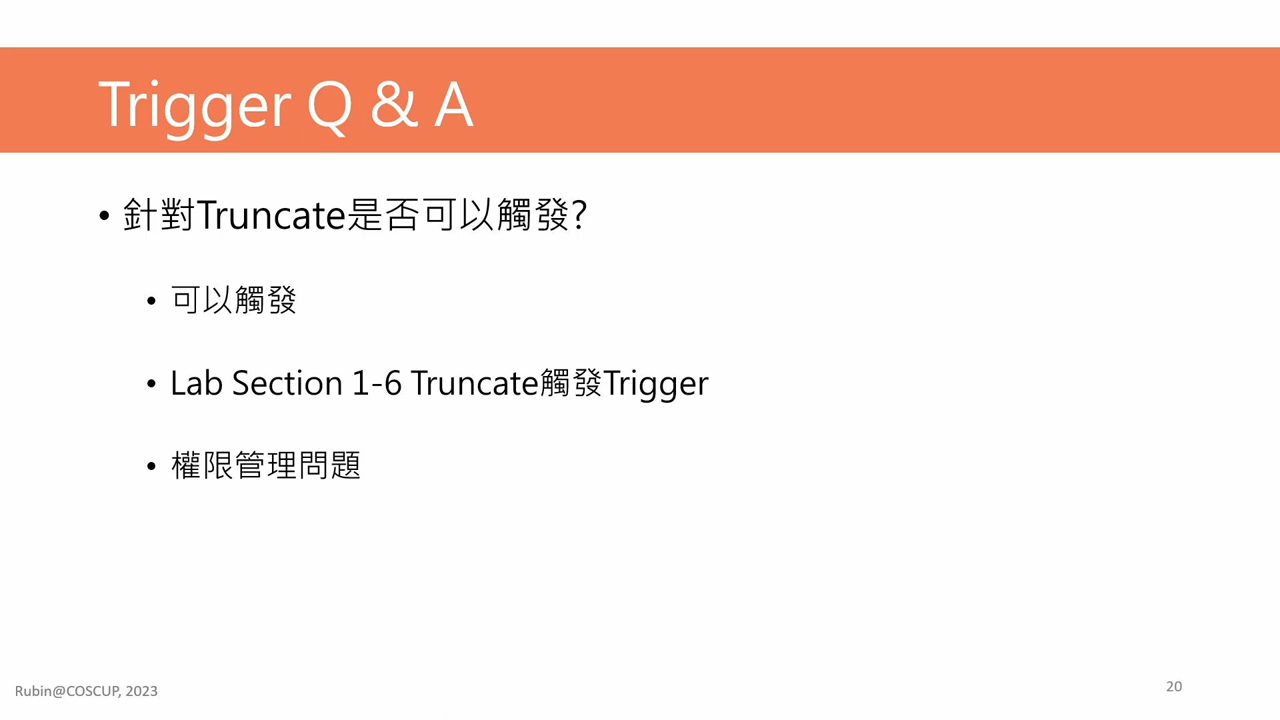 Trigger Q & A
• 針對Truncate是否可以觸發?
• 可以觸發
• Lab Section 1-6 Truncate觸發Trigger
• 權限管理問題
Rubin@COSCUP, 2023
20